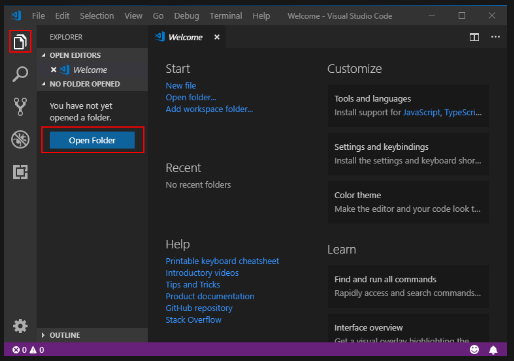 File Edit Selection View Go Debug Terminal Help Welcome - Visual Studio Code
EXPLORER
OPEN EDITORS
Welcome
NO FOLDER OPENED
You have not yet
opened a folder.
Open Folder
OUTLINE
Welcome
Start
New file
Open folder...
Add workspace folder...
Recent
No recent folders
Help
Printable keyboard cheatsheet
Introductory videos
Tips and Tricks
Product documentation
GitHub repository
Stack Overflow
Customize
Tools and languages
Install support for JavaScript, TypeScri...
Settings and keybindings
Install the settings and keyboard shor...
Color theme
Make the editor and your code look t...
Learn
Find and run all commands
Rapidly access and search commands...
Interface overview
Get a visual overlay highlighting the
0 0